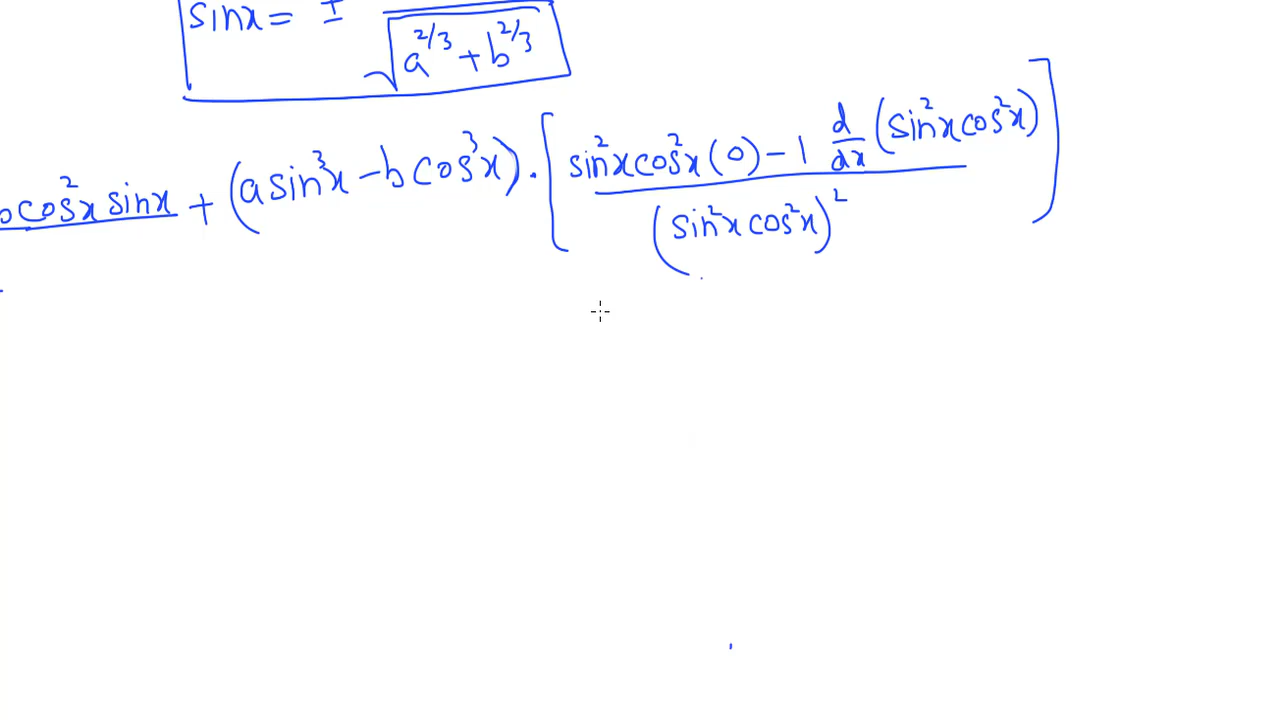 sinx = ±
√(a^2/3 + b^2/3)
cos²x sinx + (a sin³x − b cos³x) · [ sin²x cos²x (0) − 1 d/dx (sin²x cos²x)
(sin²x cos²x)² ]